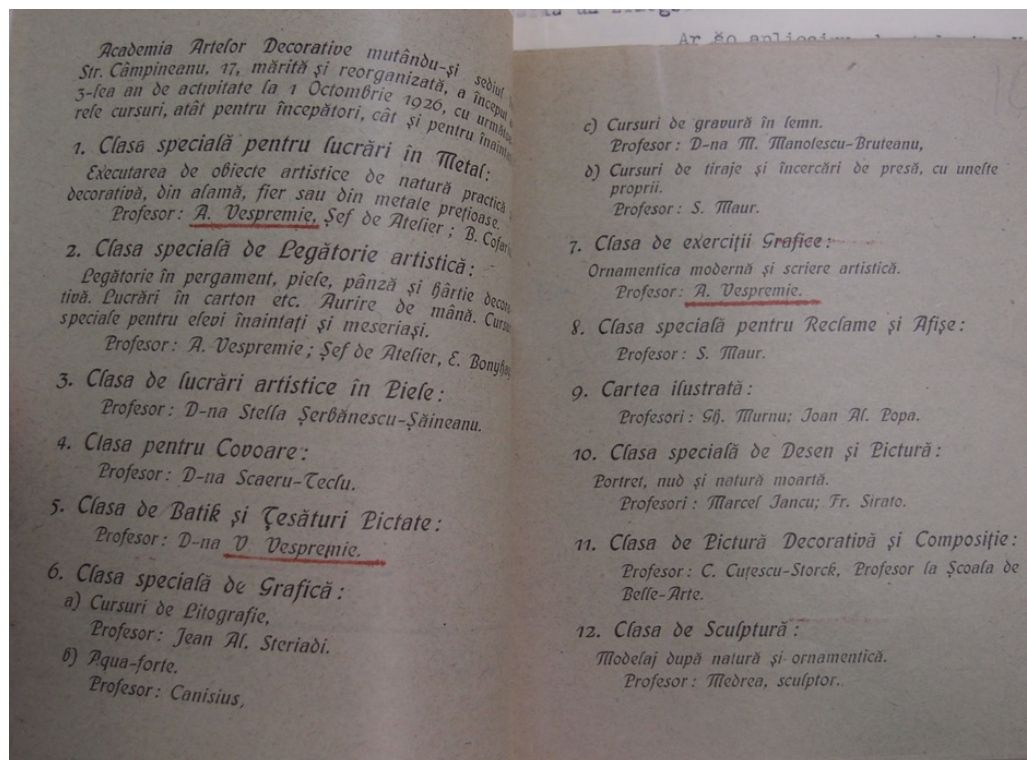 Academia Artelor Decorative mutându-și sediul
Str. Câmpineanu, 17, mărită și reorganizată, a început
3-lea an de activitate la 1 Octombrie 1926, cu următoa
rele cursuri, atât pentru începători, cât și pentru înaintați
1. Clasa specială pentru lucrări în Metal:
Executarea de obiecte artistice de natură practică
decorativă, din alamă, fier sau din metale prețioase.
Profesor: A. Vespremie, Șef de Atelier; B. Cofar
2. Clasa specială de Legătorie artistică:
Legătorie în pergament, piele, pânză și hârtie decora
tivă. Lucrări în carton etc. Aurire de mână. Cursu
speciale pentru elevi înaintați și meseriași.
Profesor: A. Vespremie; Șef de Atelier, E. Bonyhay
3. Clasa de lucrări artistice în Piele:
Profesor: D-na Stella Șerbănescu-Șăineanu.
4. Clasa pentru Covoare:
Profesor: D-na Scaeru-Teclu.
5. Clasa de Batik și Țesături Pictate:
Profesor: D-na V Vespremie.
6. Clasa specială de Grafică:
a) Cursuri de Litografie,
Profesor: Jean Al. Steriadi.
b) Aqua-forte.
Profesor: Canisius,
Ar
c) Cursuri de gravură în lemn.
Profesor: D-na M. Manolescu-Bruteanu,
d) Cursuri de tiraje și încercări de presă, cu unelte
proprii.
Profesor: S. Maur.
7. Clasa de exerciții Grafice:
Ornamentica modernă și scriere artistică.
Profesor: A. Vespremie.
8. Clasa specială pentru Reclame și Afișe:
Profesor: S. Maur.
9. Cartea ilustrată:
Profesori: Gh. Murnu; Ioan Al. Popa.
10. Clasa specială de Desen și Pictură:
Portret, nud și natură moartă.
Profesori: Marcel Iancu; Fr. Sirato.
11. Clasa de Pictură Decorativă și Compoziție:
Profesor: C. Cuțescu-Storck, Profesor la Școala de
Belle-Arte.
12. Clasa de Sculptură:
Modelaj după natură și ornamentică.
Profesor: Medrea, sculptor.